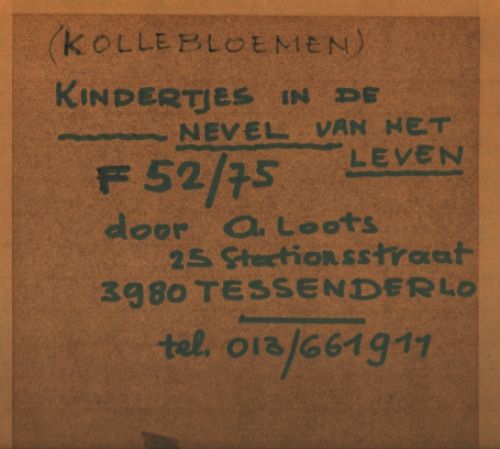 (KOLLEBLOEMEN)
KINDERTJES IN DE
NEVEL VAN HET
LEVEN
F 52/75
door A. Loots
25 Stationsstraat
3980 TESSENDERLO
tel. 013/661911